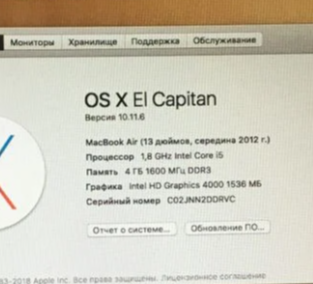 Мониторы Хранилище Поддержка Обслуживание
OS X El Capitan
Версия 10.11.6
MacBook Air (13 дюймов, середина 2012 г.)
Процессор 1,8 GHz Intel Core i5
Память 4 ГБ 1600 МГц DDR3
Графика Intel HD Graphics 4000 1536 МБ
Серийный номер C02JNN2DDRVC
Отчет о системе... Обновление ПО...
83-2018 Apple Inc. Все права защищены. Лицензионное соглашение